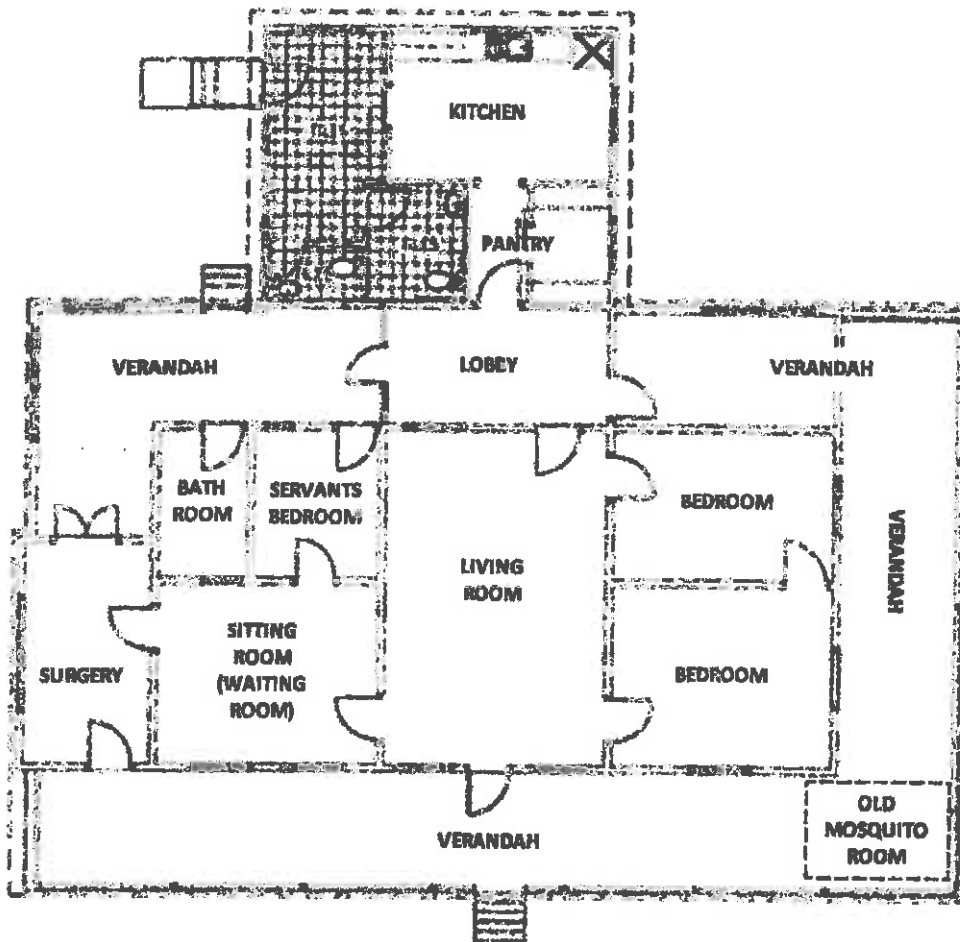 KITCHEN
PANTRY
VERANDAH
LOBEY
VERANDAH
BATH
ROOM
SERVANTS
BEDROOM
BEDROOM
VERANDAH
LIVING
ROOM
SITTING
ROOM
(WAITING
ROOM)
SURGERY
BEDROOM
OLD
MOSQUITO
ROOM
VERANDAH